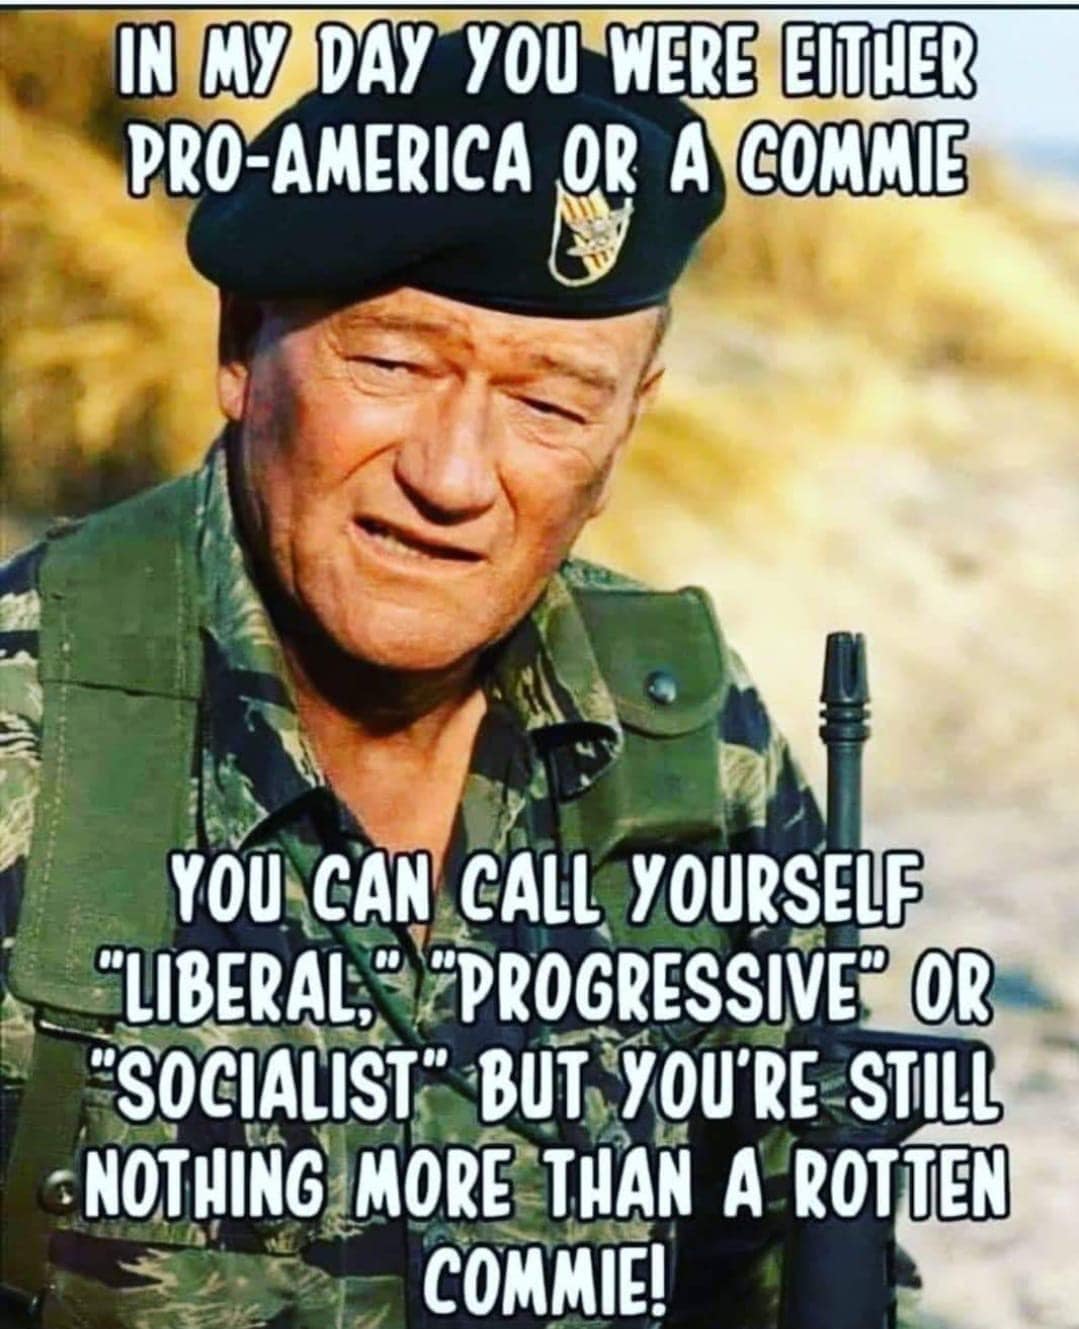 IN MY DAY YOU WERE EITHER
PRO-AMERICA OR A COMMIE
YOU CAN CALL YOURSELF
"LIBERAL," "PROGRESSIVE" OR
"SOCIALIST" BUT YOU'RE STILL
NOTHING MORE THAN A ROTTEN
COMMIE!